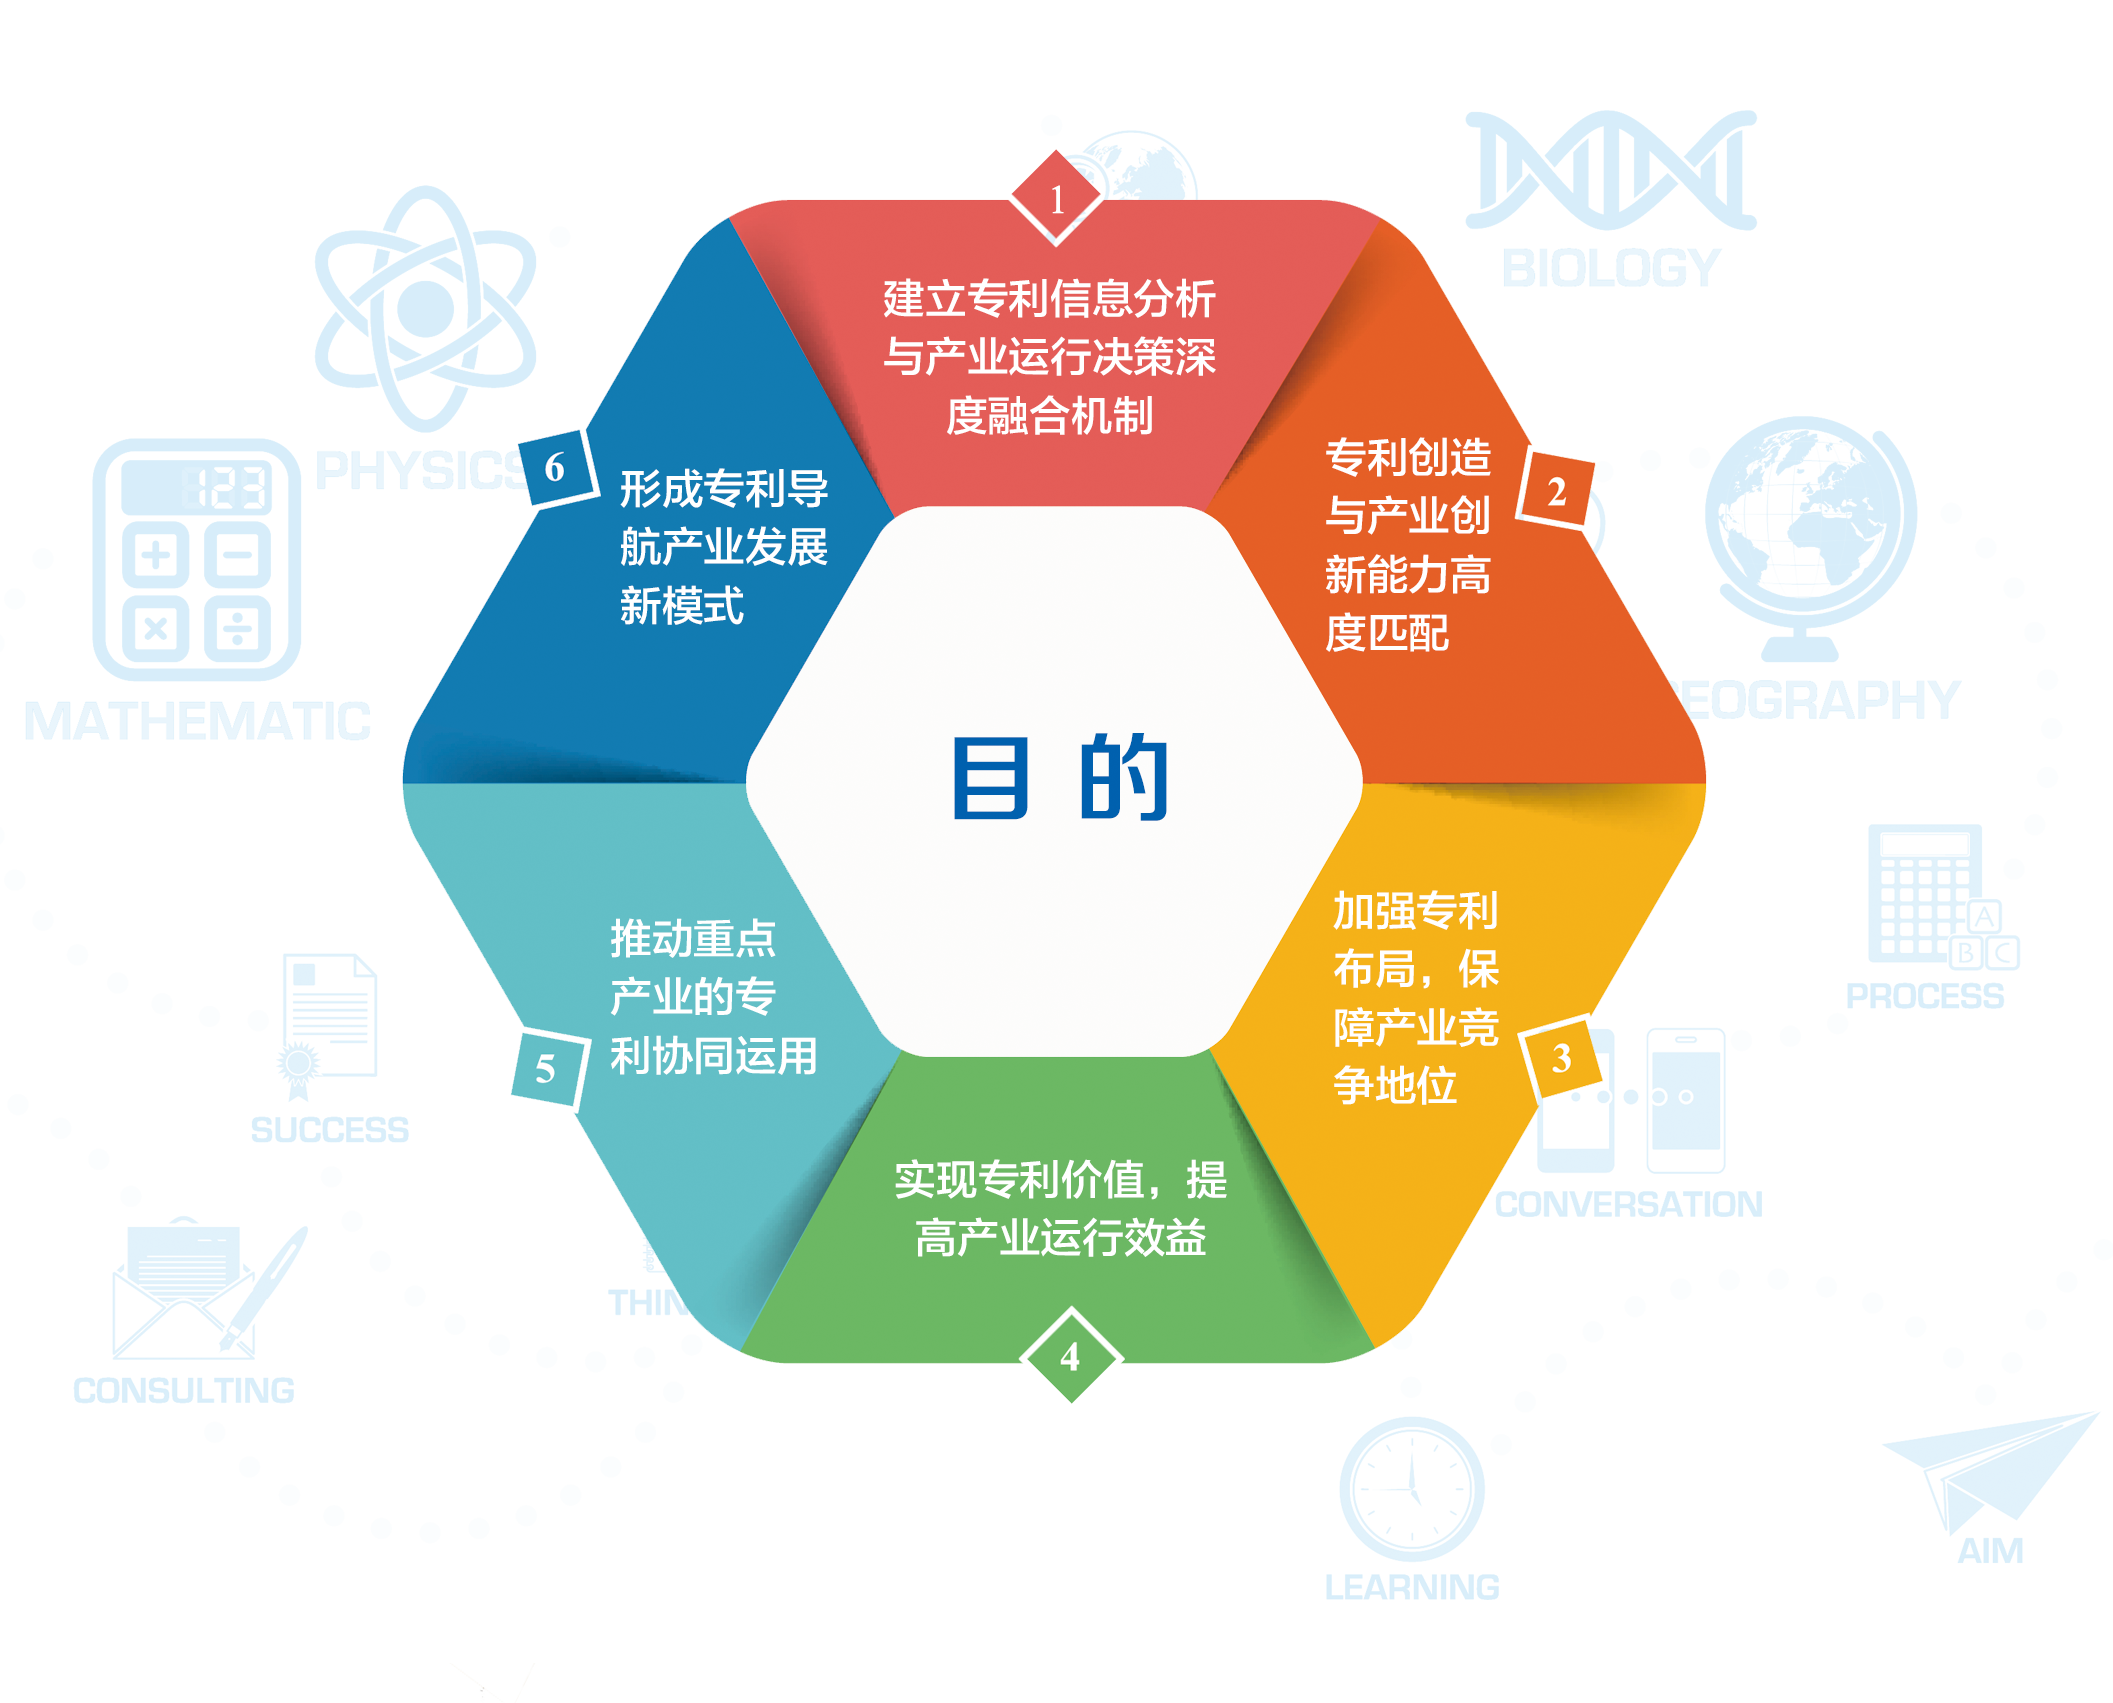 1
建立专利信息分析
与产业运行决策深
度融合机制
2
专利创造
与产业创
新能力高
度匹配
3
加强专利
布局，保
障产业竞
争地位
4
实现专利价值，提
高产业运行效益
5
推动重点
产业的专
利协同运用
6
形成专利导
航产业发展
新模式
目的
BIOLOGY
PHYSICS
123
MATHEMATIC
EOGRAPHY
A
B C
PROCESS
SUCCESS
CONVERSATION
THIN
CONSULTING
LEARNING
AIM